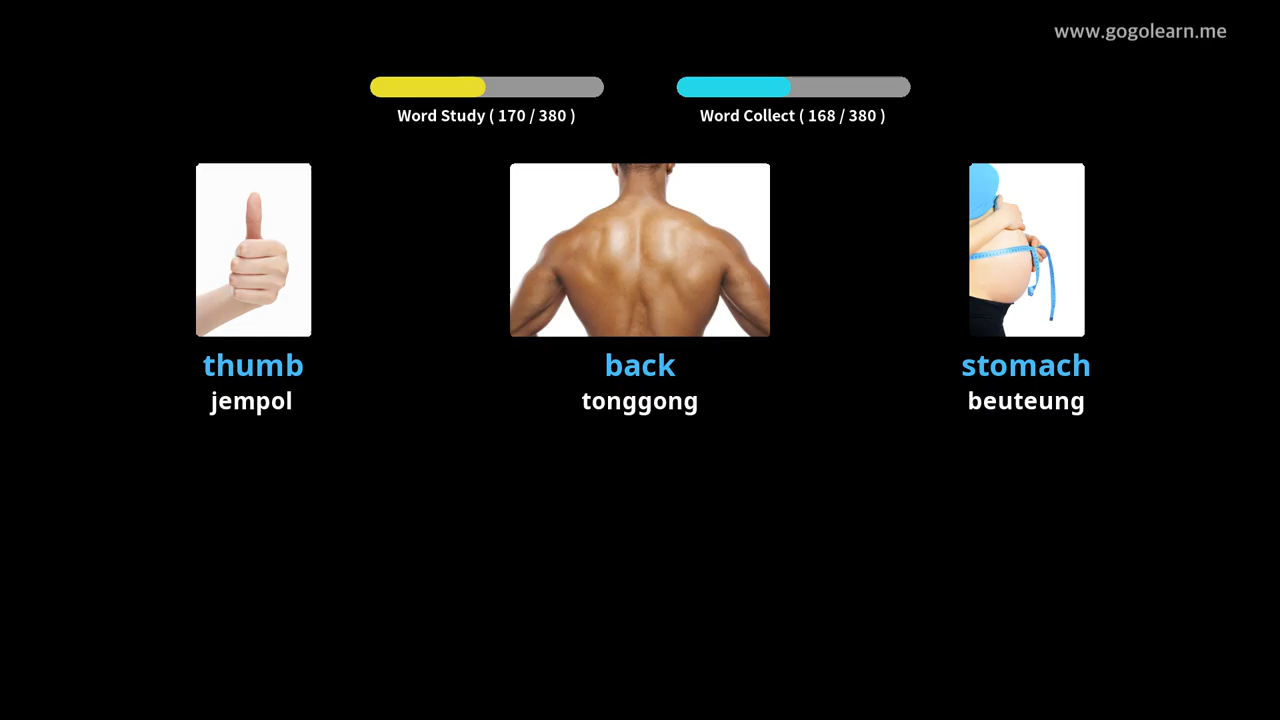 www.gogolearn.me
Word Study ( 170 / 380 )
Word Collect ( 168 / 380 )
thumb
jempol
back
tonggong
stomach
beuteung